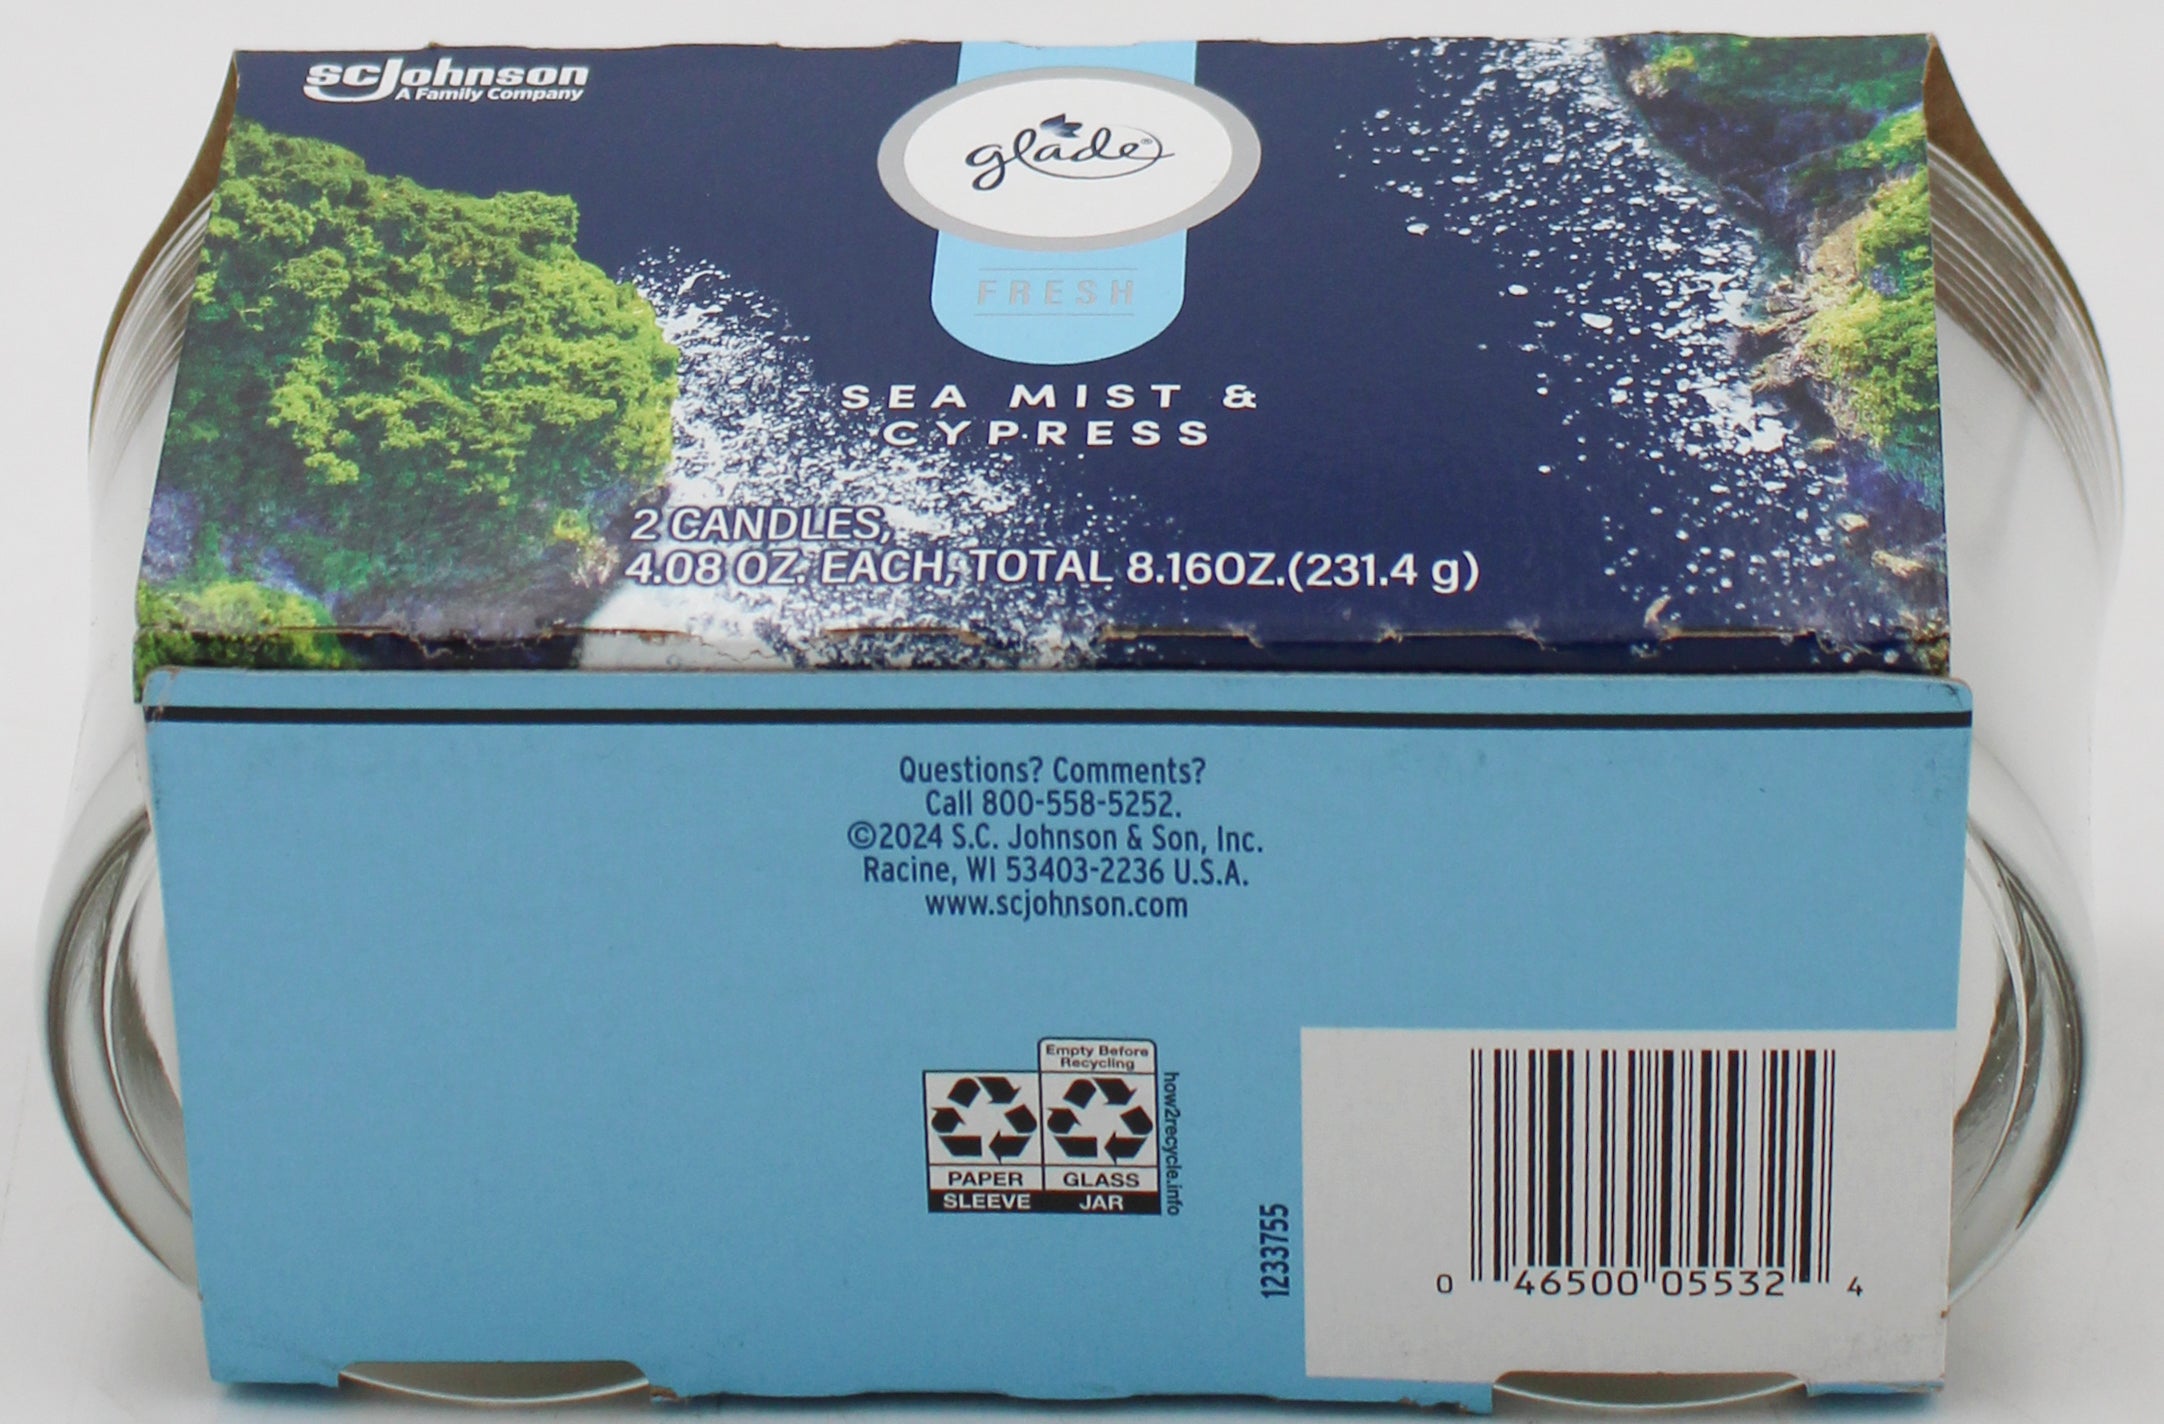 scJohnson
A Family Company
glade®
FRESH
SEA MIST &
CYPRESS
2 CANDLES,
4.08 OZ. EACH, TOTAL 8.16OZ.(231.4 g)
Questions? Comments?
Call 800-558-5252.
©2024 S.C. Johnson & Son, Inc.
Racine, WI 53403-2236 U.S.A.
www.scjohnson.com
Empty Before
Recycling
PAPER
SLEEVE
GLASS
JAR
how2recycle.info
1233755
0 46500 05532 4